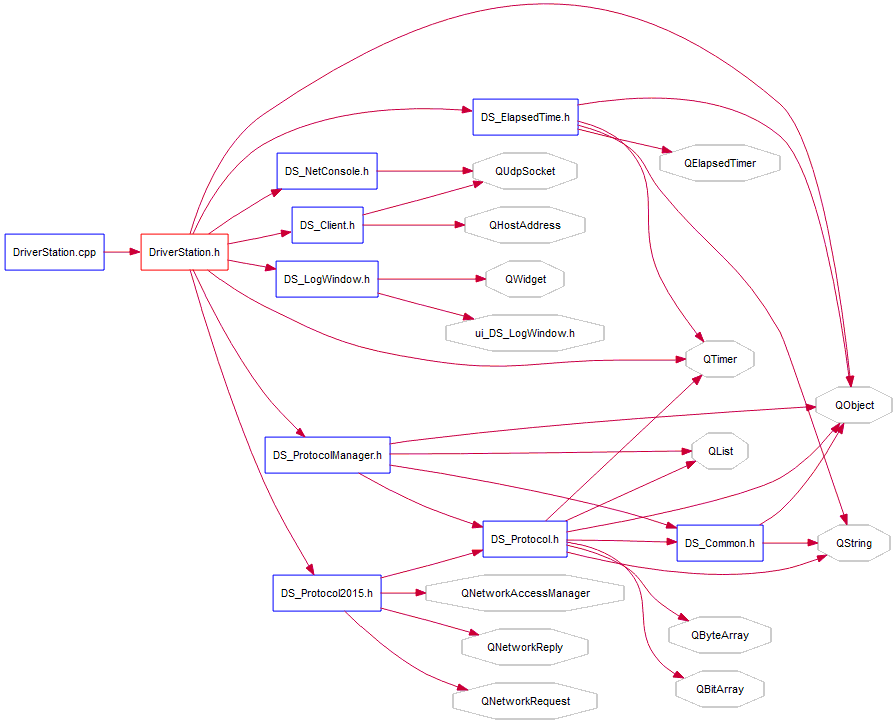 DS_ElapsedTime.h
QElapsedTimer
DS_NetConsole.h
QUdpSocket
DS_Client.h
QHostAddress
DriverStation.cpp
DriverStation.h
DS_LogWindow.h
QWidget
ui_DS_LogWindow.h
QTimer
QObject
DS_ProtocolManager.h
QList
DS_Protocol.h
DS_Common.h
QString
DS_Protocol2015.h
QNetworkAccessManager
QByteArray
QNetworkReply
QBitArray
QNetworkRequest